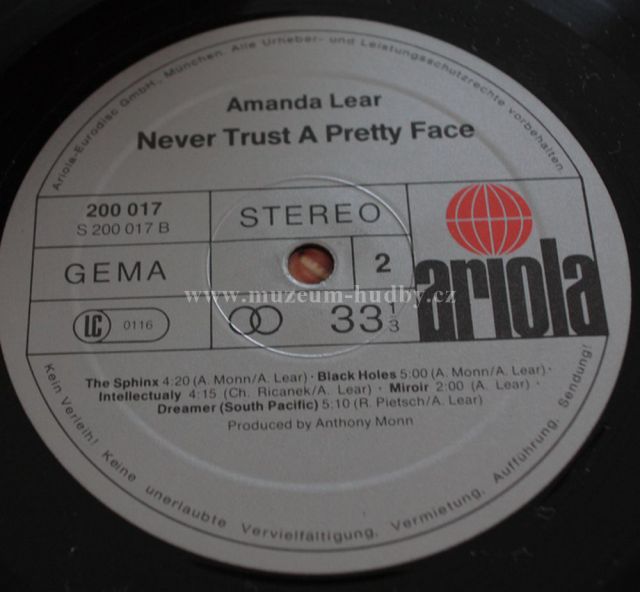 Ariola-Eurodisc GmbH., München. Alle Urheber- und Leistungsschutzrechte vorbehalten.
Amanda Lear
Never Trust A Pretty Face
200 017
S 200 017 B
STEREO
GEMA
2
ariola
www.muzeum-hudby.cz
LC 0116
33 1/3
The Sphinx 4:20 (A. Monn/A. Lear) · Black Holes 5:00 (A. Monn/A. Lear) ·
Intellectualy 4:15 (Ch. Ricanek/A. Lear) · Miroir 2:00 (A. Lear) ·
Dreamer (South Pacific) 5:10 (R. Pietsch/A. Lear)
Produced by Anthony Monn
Kein Verleih! Keine unerlaubte Vervielfältigung, Vermietung, Aufführung, Sendung!